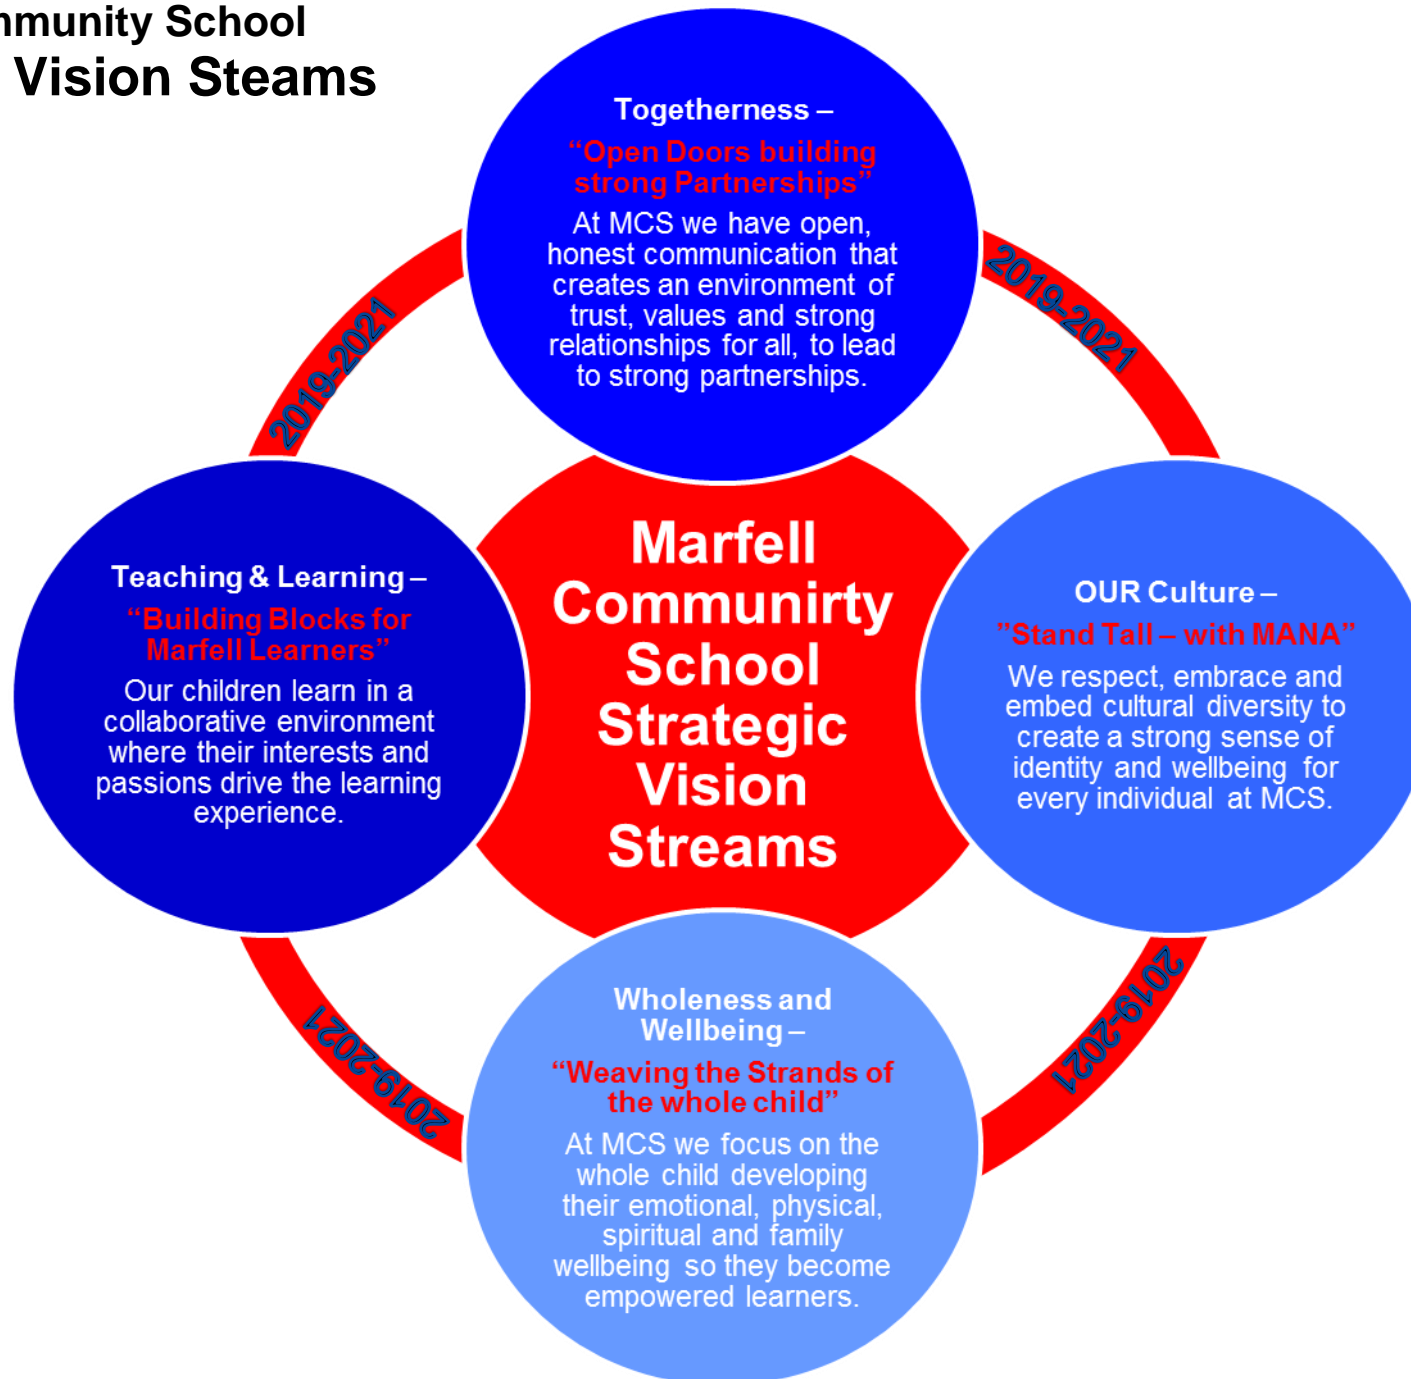 mmunity School
Vision Steams
Togetherness –
“Open Doors building
strong Partnerships”
At MCS we have open,
honest communication that
creates an environment of
trust, values and strong
relationships for all, to lead
to strong partnerships.
2019-2021
2019-2021
Teaching & Learning –
“Building Blocks for
Marfell Learners”
Our children learn in a
collaborative environment
where their interests and
passions drive the learning
experience.
Marfell
Communirty
School
Strategic
Vision
Streams
OUR Culture –
”Stand Tall – with MANA”
We respect, embrace and
embed cultural diversity to
create a strong sense of
identity and wellbeing for
every individual at MCS.
2019-2021
2019-2021
Wholeness and
Wellbeing –
“Weaving the Strands of
the whole child”
At MCS we focus on the
whole child developing
their emotional, physical,
spiritual and family
wellbeing so they become
empowered learners.